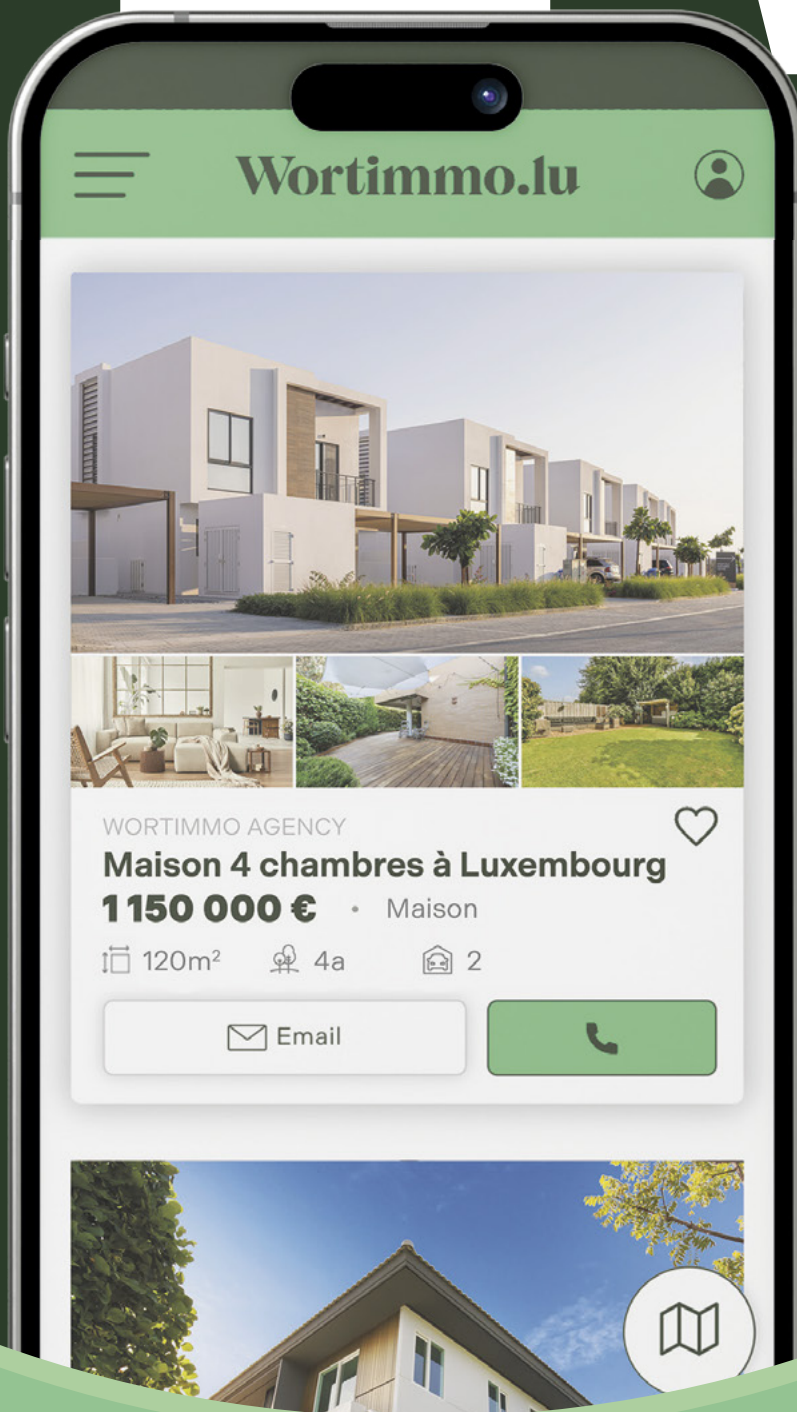 Wortimmo.lu
WORTIMMO AGENCY
Maison 4 chambres à Luxembourg
1 150 000 € • Maison
120m² 4a 2
Email